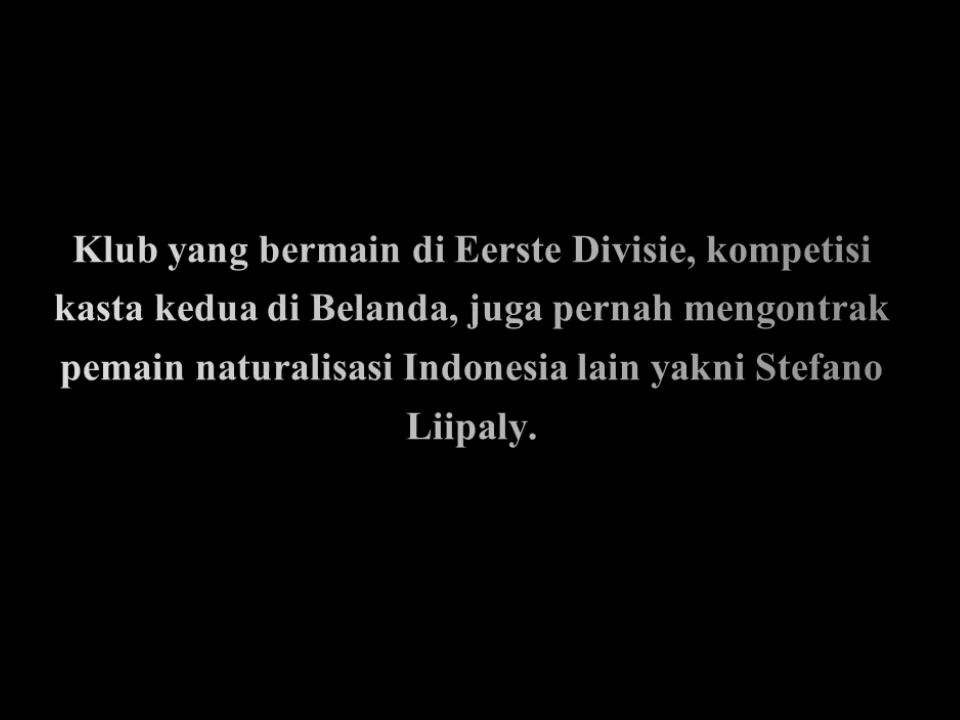 Klub yang bermain di Eerste Divisie, kompetisi
kasta kedua di Belanda, juga pernah mengontrak
pemain naturalisasi Indonesia lain yakni Stefano
Liipaly.